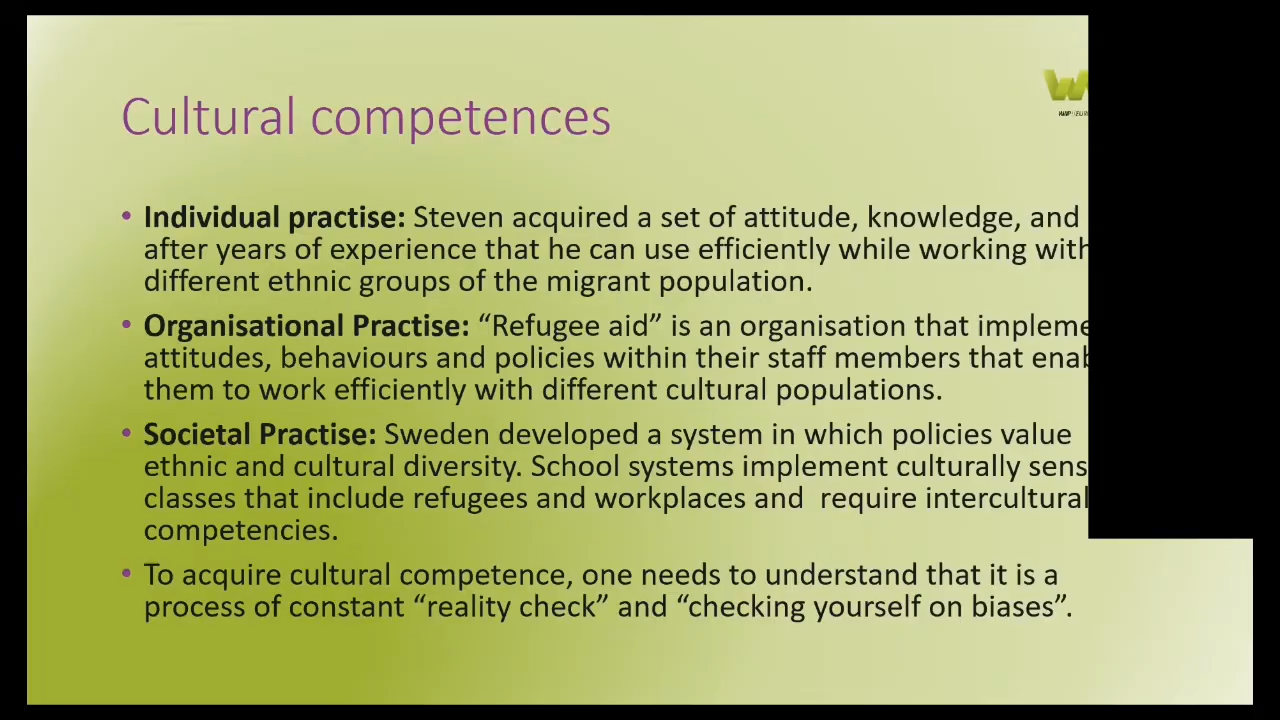 Cultural competences
• Individual practise: Steven acquired a set of attitude, knowledge, and
after years of experience that he can use efficiently while working with
different ethnic groups of the migrant population.
• Organisational Practise: “Refugee aid” is an organisation that
attitudes, behaviours and policies within their staff members that
them to work efficiently with different cultural populations.
• Societal Practise: Sweden developed a system in which policies value
ethnic and cultural diversity. School systems implement culturally
classes that include refugees and workplaces and require intercultural
competencies.
• To acquire cultural competence, one needs to understand that it is a
process of constant “reality check” and “checking yourself on biases”.